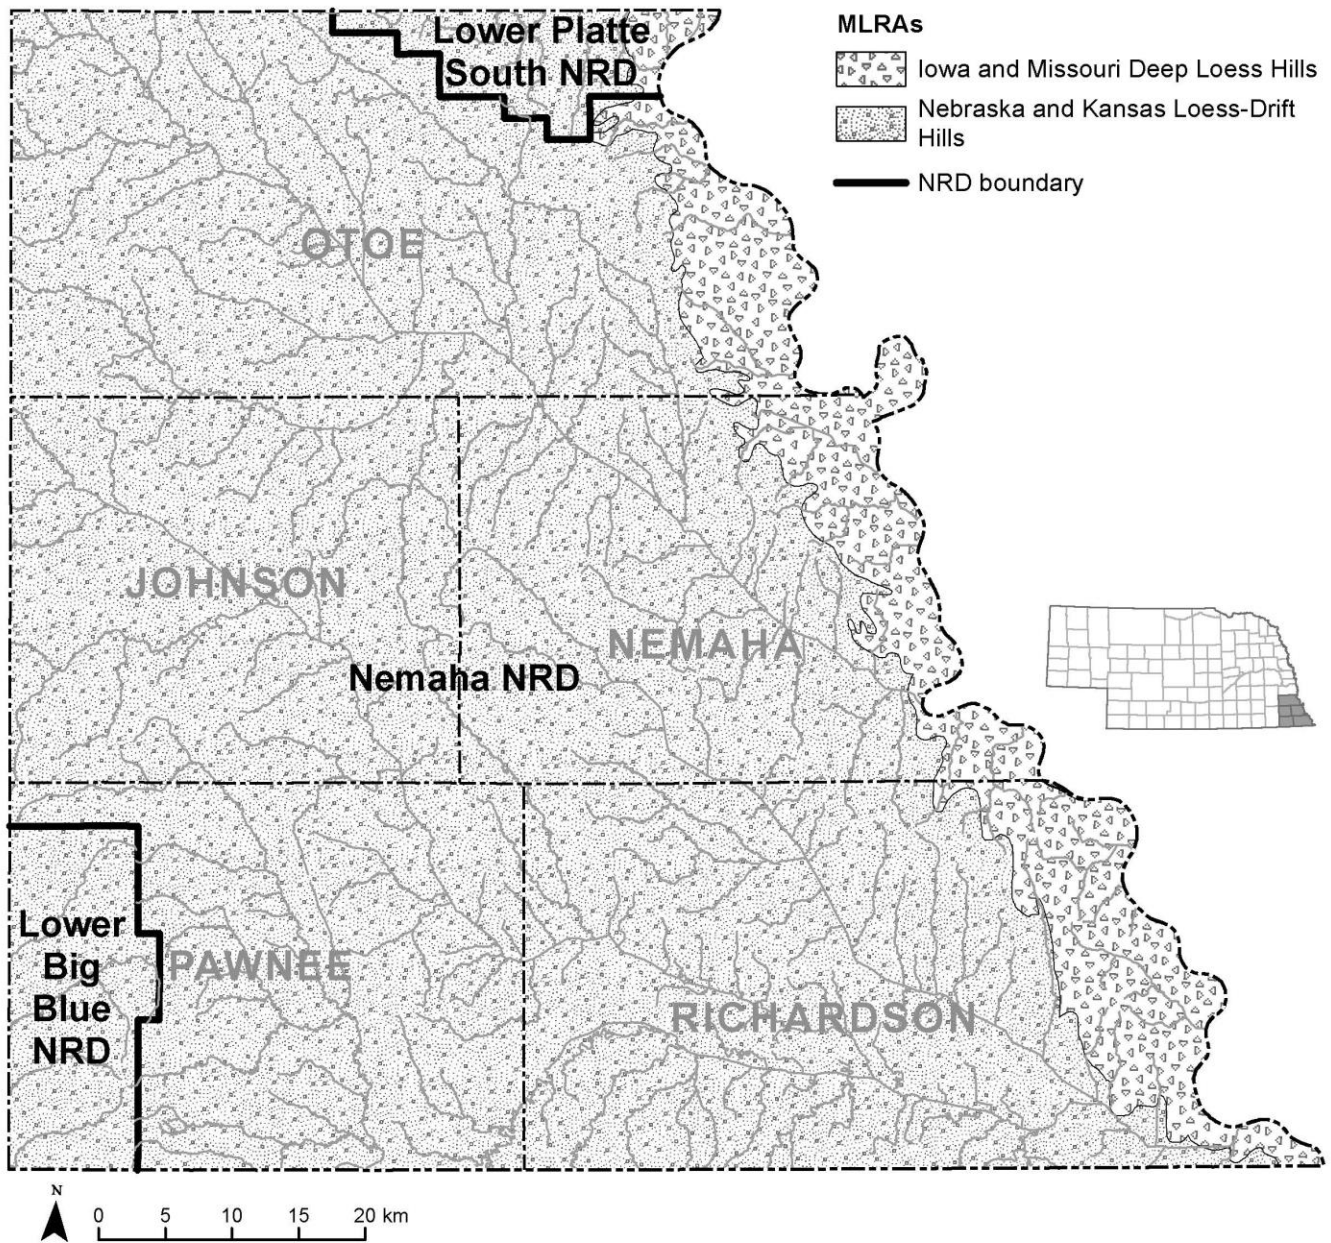 Lower Platte
South NRD
MLRAs
Iowa and Missouri Deep Loess Hills
Nebraska and Kansas Loess-Drift
Hills
NRD boundary
OTOE
JOHNSON
NEMAHA
Nemaha NRD
Lower
Big
Blue
NRD
PAWNEE
RICHARDSON
N
0 5 10 15 20 km